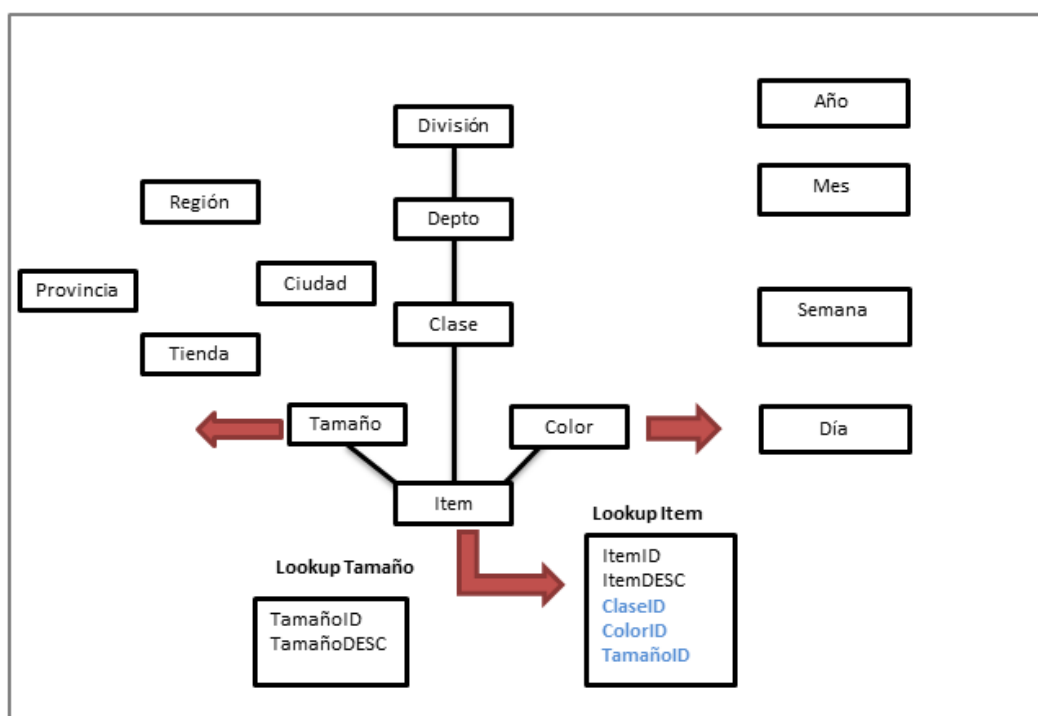 Año
División
Mes
Región
Depto
Provincia
Ciudad
Semana
Clase
Tienda
Tamaño
Color
Día
Item
Lookup Item
Lookup Tamaño
ItemID
ItemDESC
ClaseID
ColorID
TamañoID
TamañoID
TamañoDESC